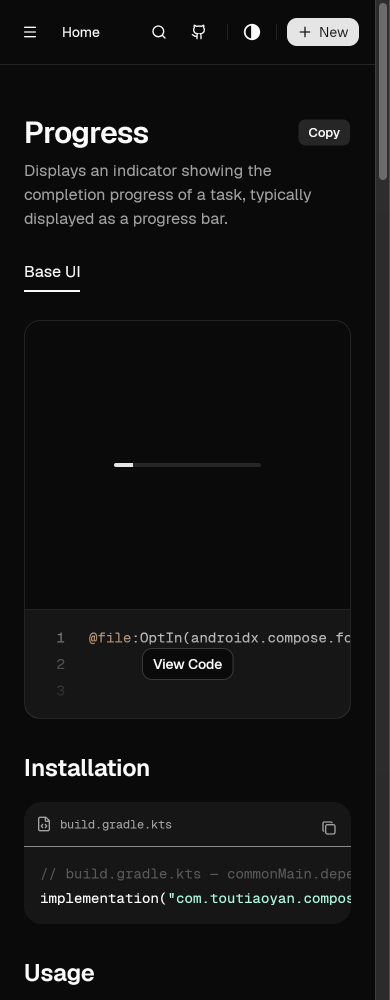 Home
New
Progress
Copy
Displays an indicator showing the
completion progress of a task, typically
displayed as a progress bar.
Base UI
1 @file:OptIn(androidx.compose.fo
2
View Code
3
Installation
build.gradle.kts
// build.gradle.kts — commonMain.depe
implementation("com.toutiaoyan.compos
Usage